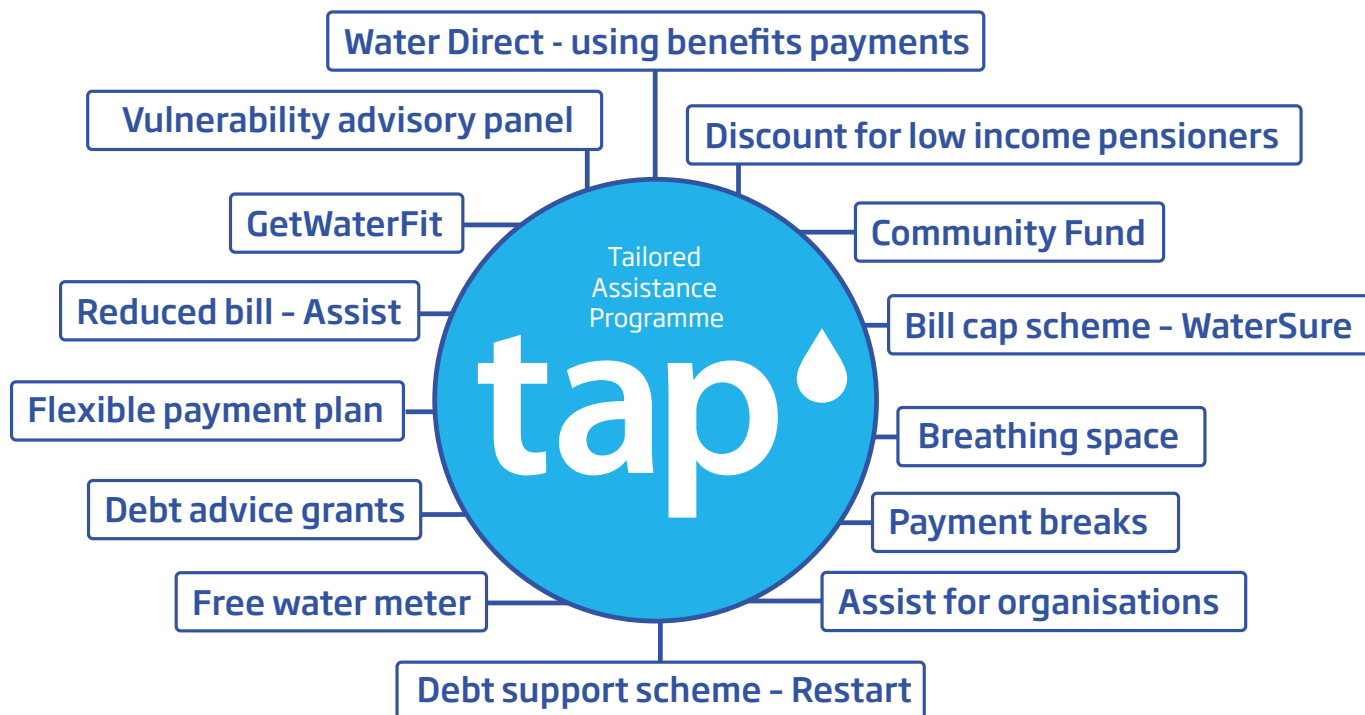 Water Direct - using benefits payments
Vulnerability advisory panel
Discount for low income pensioners
GetWaterFit
Community Fund
Tailored
Assistance
Programme
tap
Reduced bill – Assist
Bill cap scheme – WaterSure
Flexible payment plan
Breathing space
Debt advice grants
Payment breaks
Free water meter
Assist for organisations
Debt support scheme – Restart